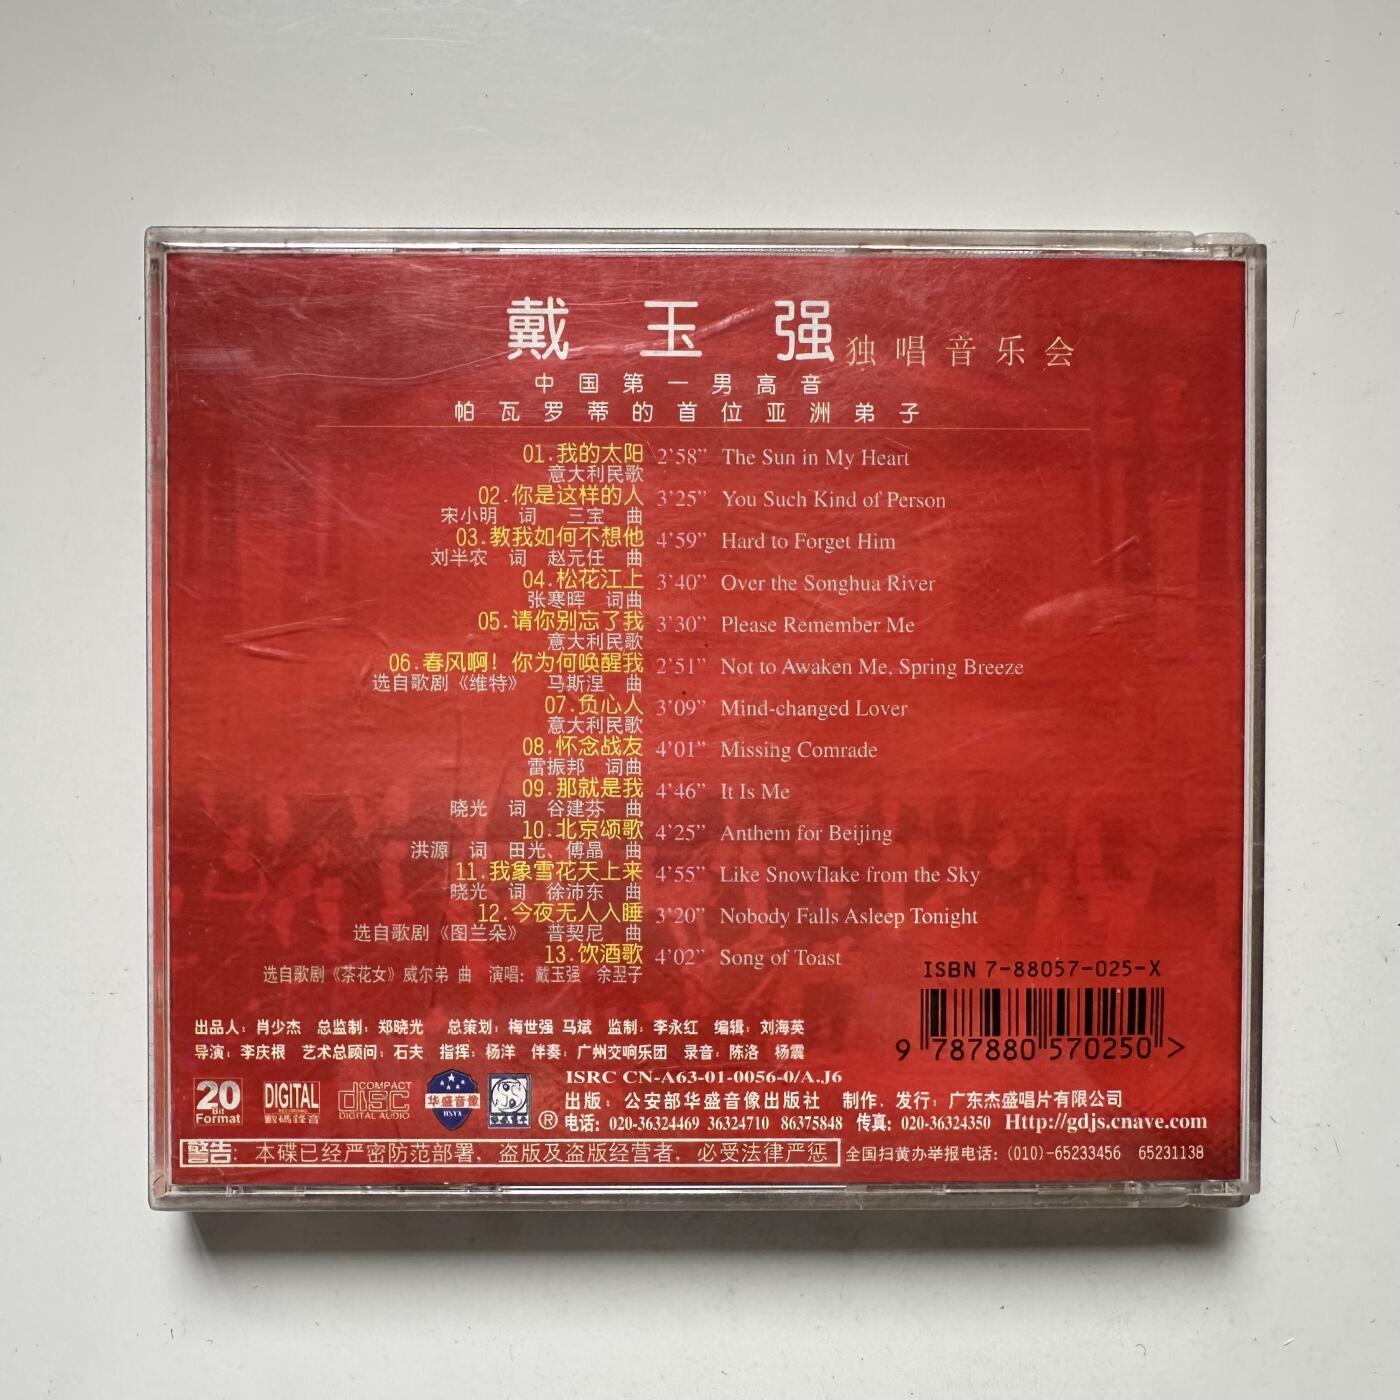 戴玉强独唱音乐会
中国第一男高音
帕瓦罗蒂的首位亚洲弟子
01.我的太阳 2'58" The Sun in My Heart
意大利民歌
02.你是这样的人 3'25" You Such Kind of Person
宋小明 词 三宝 曲
03.教我如何不想他 4'59" Hard to Forget Him
刘半农 词 赵元任 曲
04.松花江上 3'40" Over the Songhua River
张寒晖 词曲
05.请你别忘了我 3'30" Please Remember Me
意大利民歌
06.春风啊！你为何唤醒我 2'51" Not to Awaken Me, Spring Breeze
选自歌剧《维特》 马斯涅 曲
07.负心人 3'09" Mind-changed Lover
意大利民歌
08.怀念战友 4'01" Missing Comrade
雷振邦 词曲
09.那就是我 4'46" It Is Me
晓光 词 谷建芬 曲
10.北京颂歌 4'25" Anthem for Beijing
洪源 词 田光、傅晶 曲
11.我象雪花天上来 4'55" Like Snowflake from the Sky
晓光 词 徐沛东 曲
12.今夜无人入睡 3'20" Nobody Falls Asleep Tonight
选自歌剧《图兰朵》 普契尼 曲
13.饮酒歌 4'02" Song of Toast
选自歌剧《茶花女》威尔弟 曲 演唱：戴玉强 余翌子
ISBN 7-88057-025-X
9 787880 570250 >
出品人：肖少杰 总监制：郑晓光 总策划：梅世强 马斌 监制：李永红 编辑：刘海英
导演：李庆根 艺术总顾问：石夫 指挥：杨洋 伴奏：广州交响乐团 录音：陈洛 杨震
ISRC CN-A63-01-0056-0/A.J6
20 Bit Format
DIGITAL RECORDING 數碼錄音
COMPACT disc DIGITAL AUDIO
华盛音像 HSYX
JS
出版：公安部华盛音像出版社 制作、发行：广东杰盛唱片有限公司
® 电话：020-36324469 36324710 86375848 传真：020-36324350 Http://gdjs.cnave.com
警告：本碟已经严密防范部署，盗版及盗版经营者，必受法律严惩 全国扫黄办举报电话：(010)-65233456 65231138